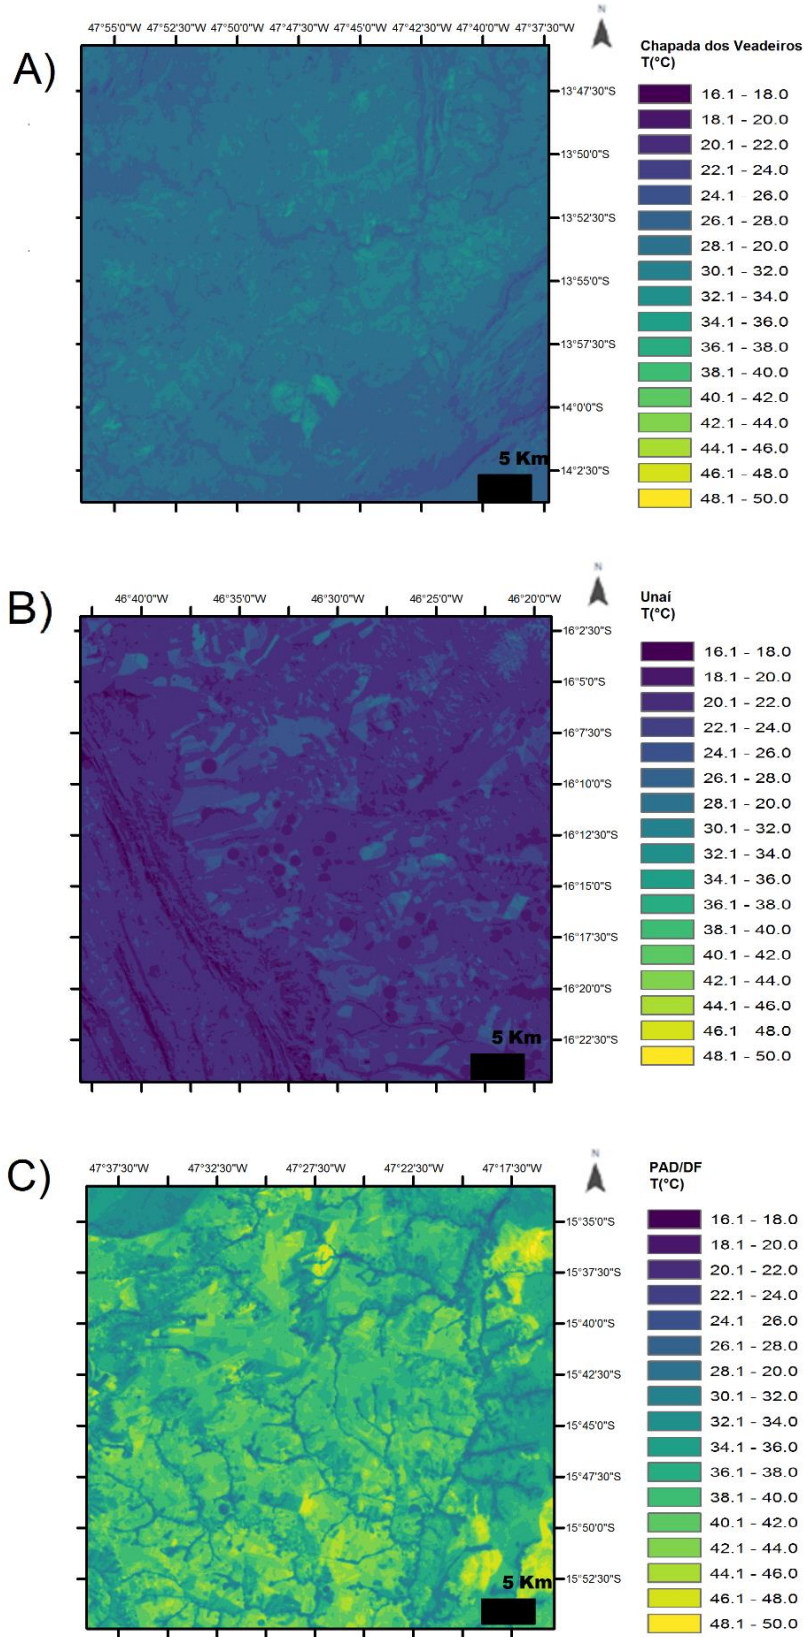 N
47°55'0"W 47°52'30"W 47°50'0"W 47°47'30"W 47°45'0"W 47°42'30"W 47°40'0"W 47°37'30"W
A)
Chapada dos Veadeiros
T(°C)
13°47'30"S
13°50'0"S
13°52'30"S
13°55'0"S
13°57'30"S
14°0'0"S
14°2'30"S
5 Km
16.1 - 18.0
18.1 - 20.0
20.1 - 22.0
22.1 - 24.0
24.1 - 26.0
26.1 - 28.0
28.1 - 20.0
30.1 - 32.0
32.1 - 34.0
34.1 - 36.0
36.1 - 38.0
38.1 - 40.0
40.1 - 42.0
42.1 - 44.0
44.1 - 46.0
46.1 - 48.0
48.1 - 50.0
N
46°40'0"W 46°35'0"W 46°30'0"W 46°25'0"W 46°20'0"W
B)
Unaí
T(°C)
16°2'30"S
16°5'0"S
16°7'30"S
16°10'0"S
16°12'30"S
16°15'0"S
16°17'30"S
16°20'0"S
16°22'30"S
5 Km
16.1 - 18.0
18.1 - 20.0
20.1 - 22.0
22.1 - 24.0
24.1 - 26.0
26.1 - 28.0
28.1 - 20.0
30.1 - 32.0
32.1 - 34.0
34.1 - 36.0
36.1 - 38.0
38.1 - 40.0
40.1 - 42.0
42.1 - 44.0
44.1 - 46.0
46.1 48.0
48.1 - 50.0
N
47°37'30"W 47°32'30"W 47°27'30"W 47°22'30"W 47°17'30"W
C)
PAD/DF
T(°C)
15°35'0"S
15°37'30"S
15°40'0"S
15°42'30"S
15°45'0"S
15°47'30"S
15°50'0"S
15°52'30"S
5 Km
16.1 - 18.0
18.1 - 20.0
20.1 - 22.0
22.1 - 24.0
24.1 26.0
26.1 - 28.0
28.1 - 20.0
30.1 - 32.0
32.1 - 34.0
34.1 - 36.0
36.1 - 38.0
38.1 - 40.0
40.1 - 42.0
42.1 - 44.0
44.1 - 46.0
46.1 - 48.0
48.1 - 50.0